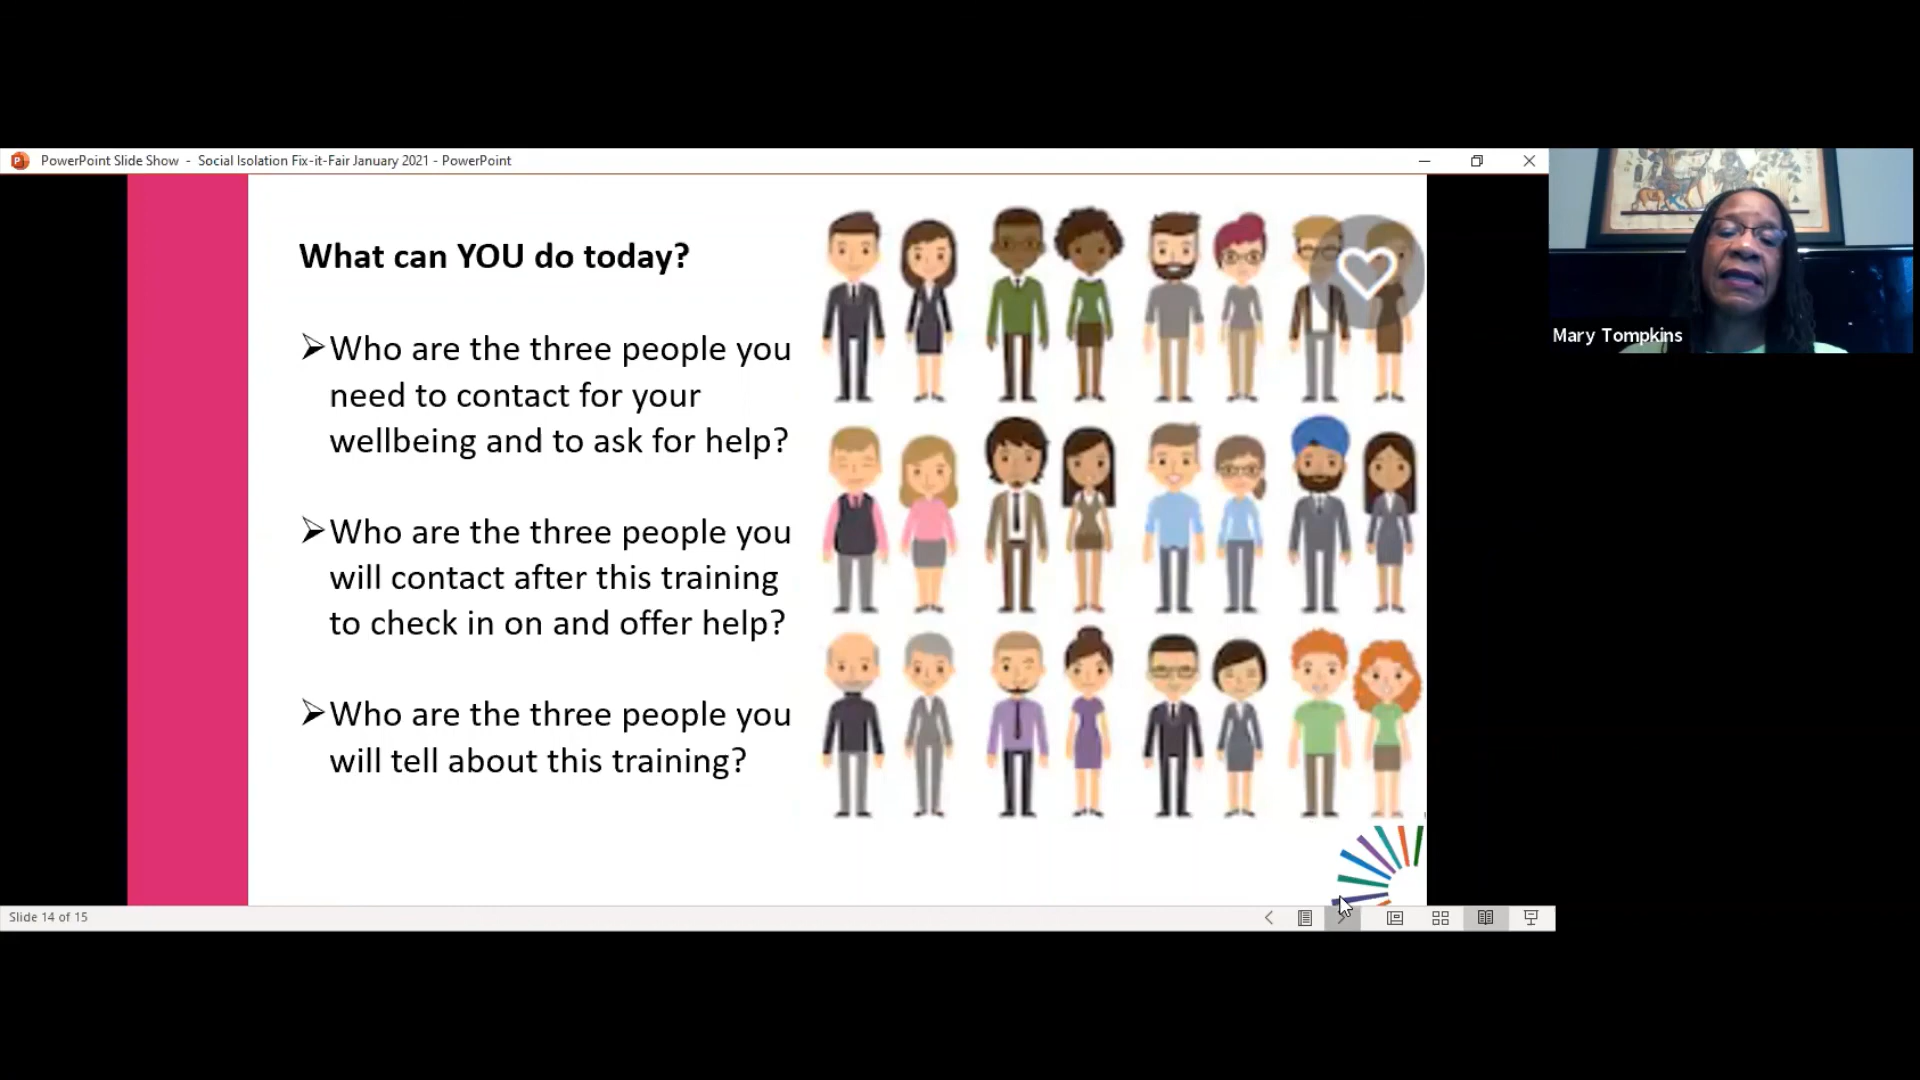 PowerPoint Slide Show - Social Isolation Fix-it-Fair January 2021 - PowerPoint
What can YOU do today?
Who are the three people you
need to contact for your
wellbeing and to ask for help?
Who are the three people you
will contact after this training
to check in on and offer help?
Who are the three people you
will tell about this training?
Mary Tompkins
Slide 14 of 15